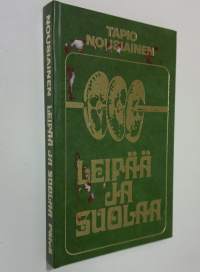 TAPIO
NOUSIAINEN
LEIPÄÄ
JA
SUOLAA
NOUSIAINEN LEIPÄÄ JA SUOLAA